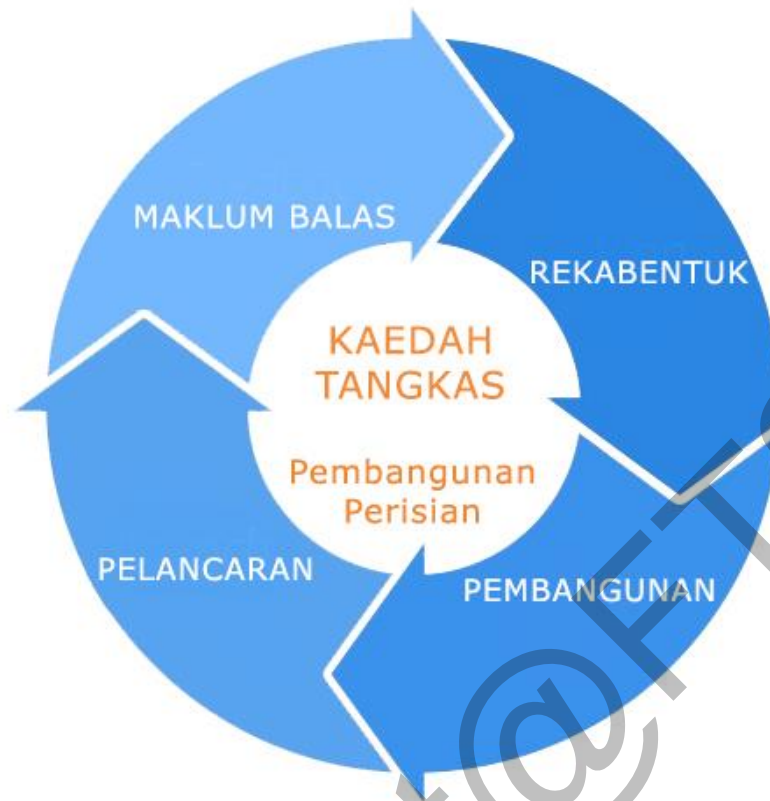 MAKLUM BALAS
REKABENTUK
KAEDAH
TANGKAS
Pembangunan
Perisian
PELANCARAN
PEMBANGUNAN